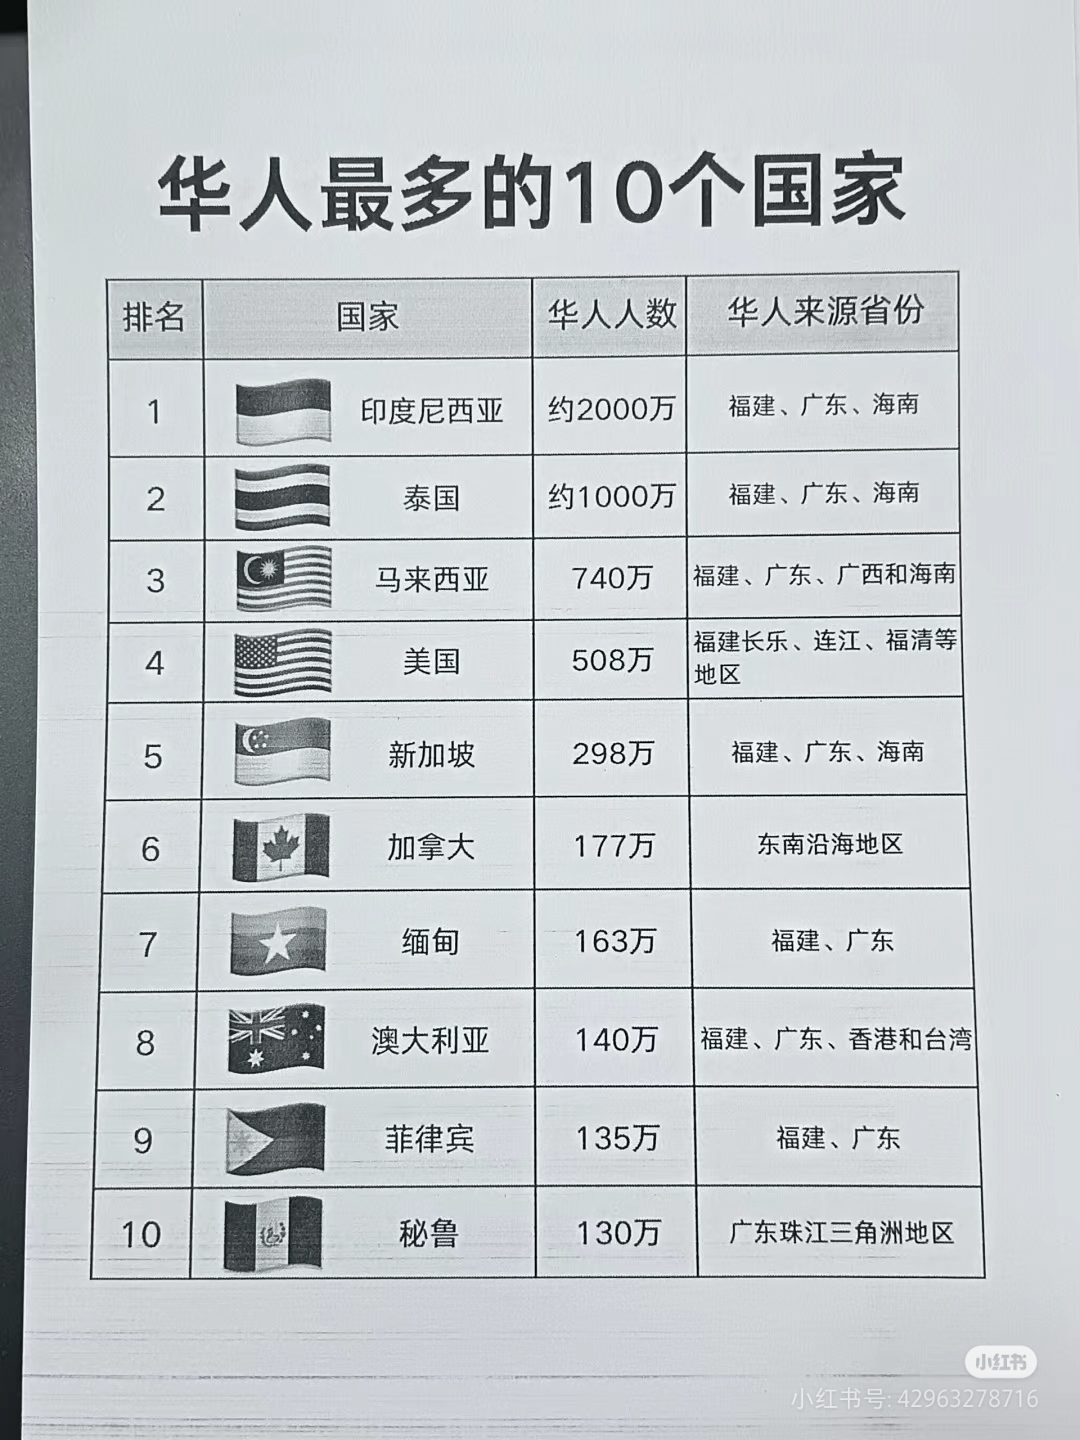 华人最多的10个国家
排名 国家 华人人数 华人来源省份
1 印度尼西亚 约2000万 福建、广东、海南
2 泰国 约1000万 福建、广东、海南
3 马来西亚 740万 福建、广东、广西和海南
4 美国 508万 福建长乐、连江、福清等
地区
5 新加坡 298万 福建、广东、海南
6 加拿大 177万 东南沿海地区
7 缅甸 163万 福建、广东
8 澳大利亚 140万 福建、广东、香港和台湾
9 菲律宾 135万 福建、广东
10 秘鲁 130万 广东珠江三角洲地区
小红书
小红书号: 42963278716